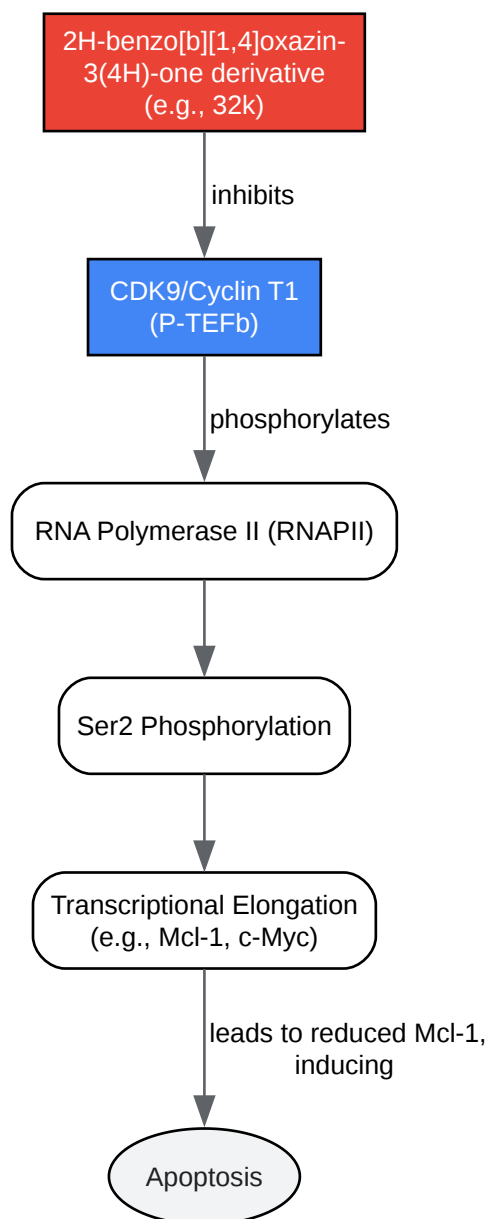 2H-benzo[b][1,4]oxazin-
3(4H)-one derivative
(e.g., 32k)
inhibits
CDK9/Cyclin T1
(P-TEFb)
phosphorylates
RNA Polymerase II (RNAPII)
Ser2 Phosphorylation
Transcriptional Elongation
(e.g., Mcl-1, c-Myc)
leads to reduced Mcl-1,
inducing
Apoptosis